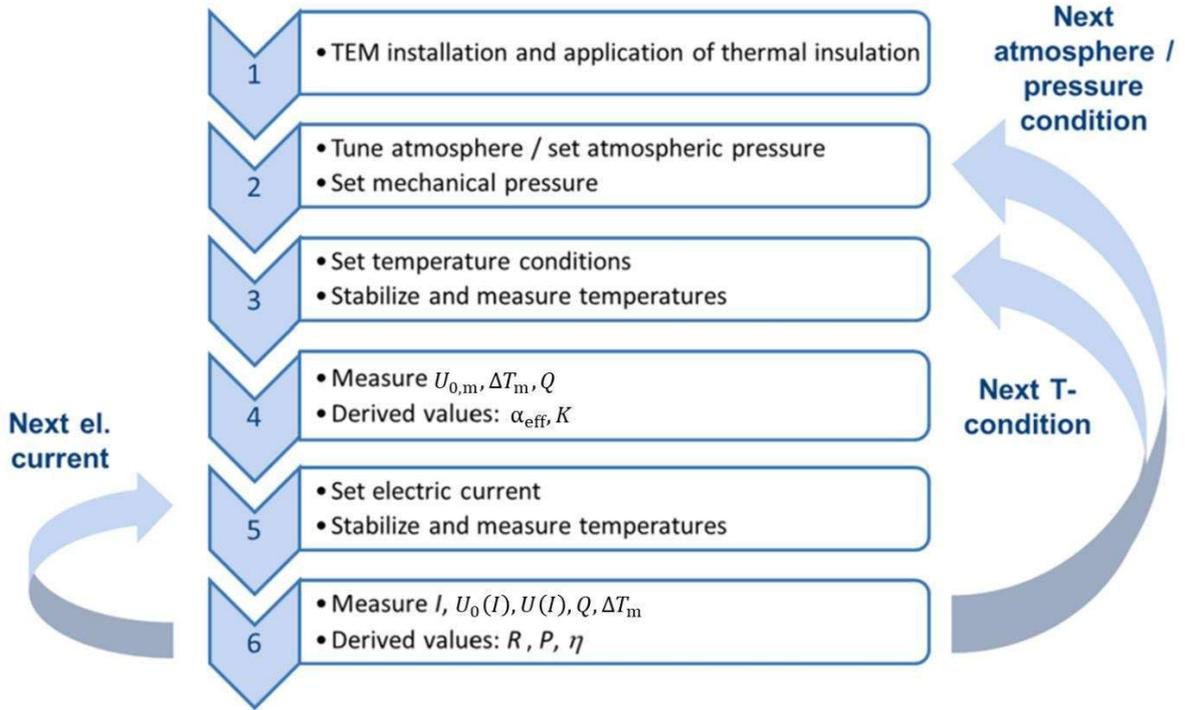 1
• TEM installation and application of thermal insulation
2
• Tune atmosphere / set atmospheric pressure
• Set mechanical pressure
3
• Set temperature conditions
• Stabilize and measure temperatures
4
• Measure U₀,ₘ, ΔTₘ, Q
• Derived values: αeff, K
5
• Set electric current
• Stabilize and measure temperatures
6
• Measure I, U₀(I), U(I), Q, ΔTₘ
• Derived values: R , P, η
Next el.
current
Next
atmosphere /
pressure
condition
Next T-
condition